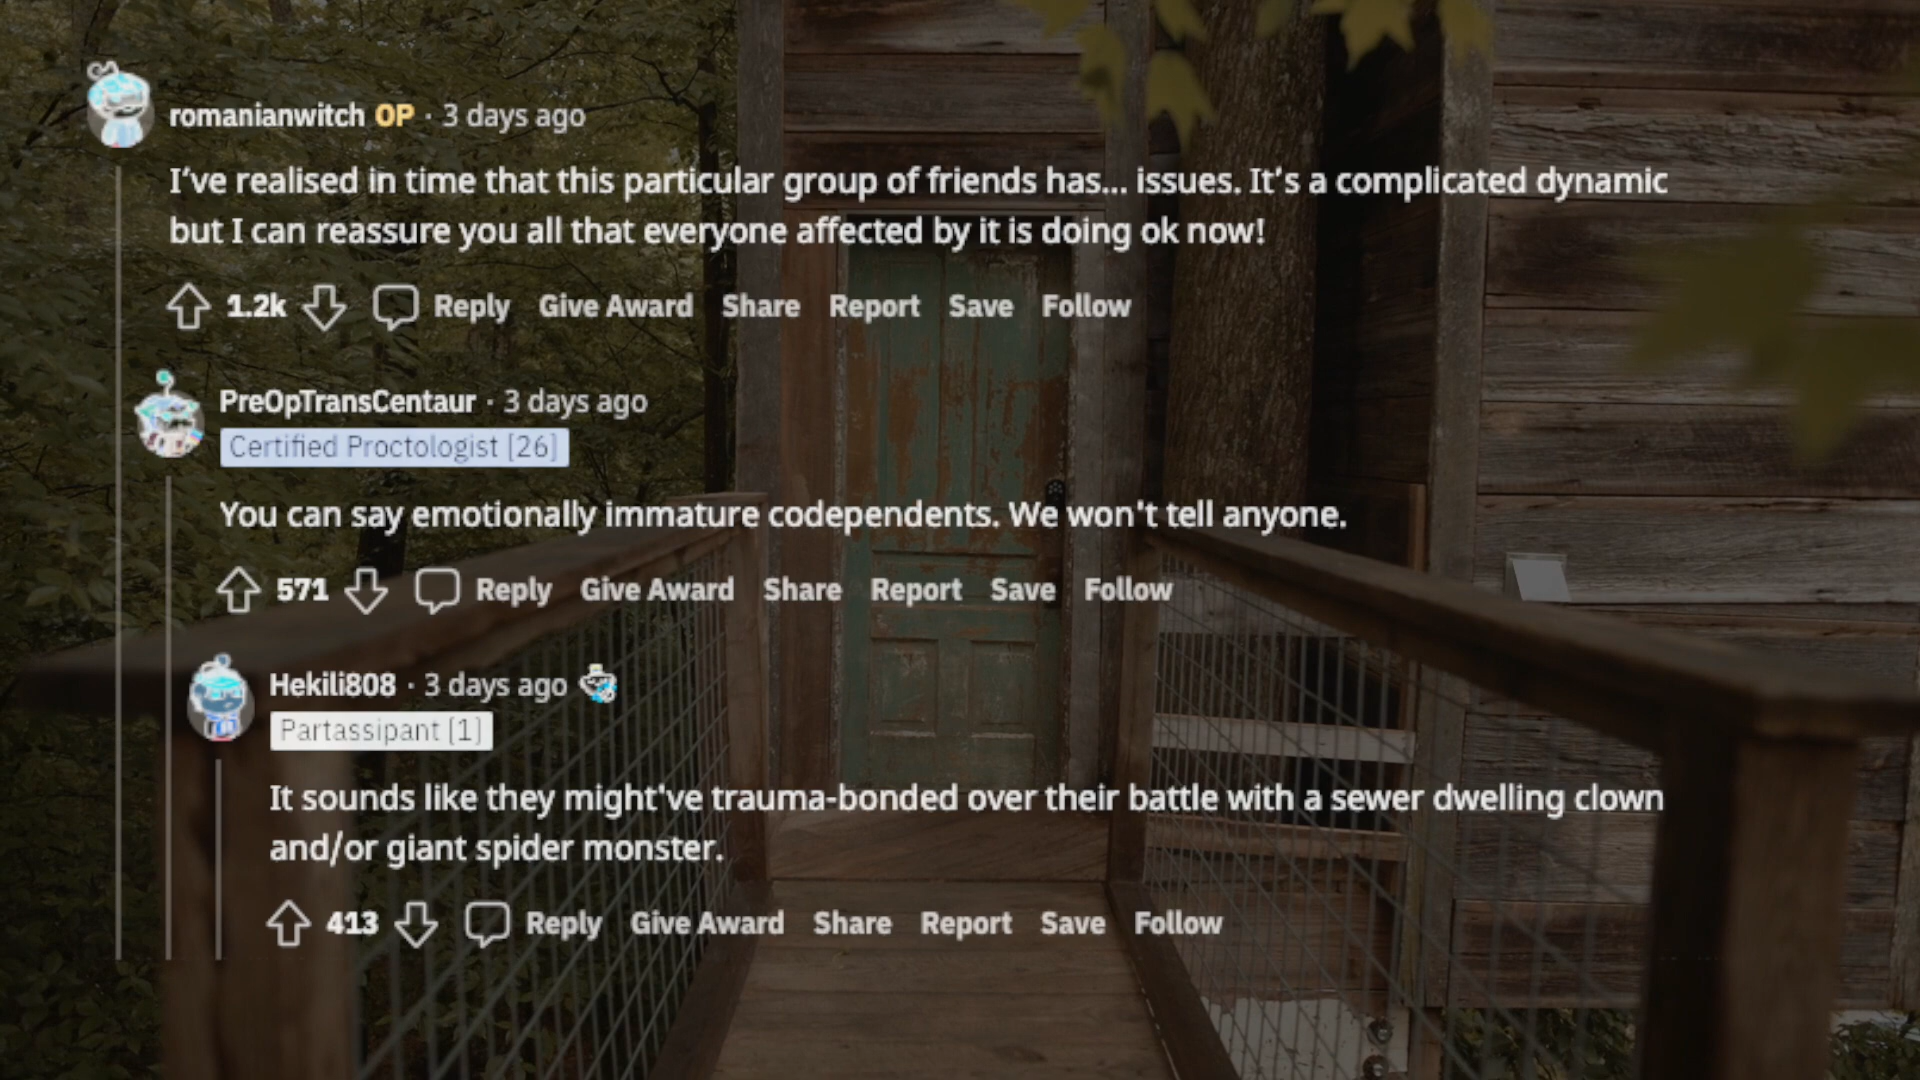 romanianwitch OP · 3 days ago
I've realised in time that this particular group of friends has... issues. It's a complicated dynamic
but I can reassure you all that everyone affected by it is doing ok now!
1.2k Reply Give Award Share Report Save Follow
PreOpTransCentaur · 3 days ago
Certified Proctologist [26]
You can say emotionally immature codependents. We won't tell anyone.
571 Reply Give Award Share Report Save Follow
Hekili808 · 3 days ago
Partassipant [1]
It sounds like they might've trauma-bonded over their battle with a sewer dwelling clown
and/or giant spider monster.
413 Reply Give Award Share Report Save Follow